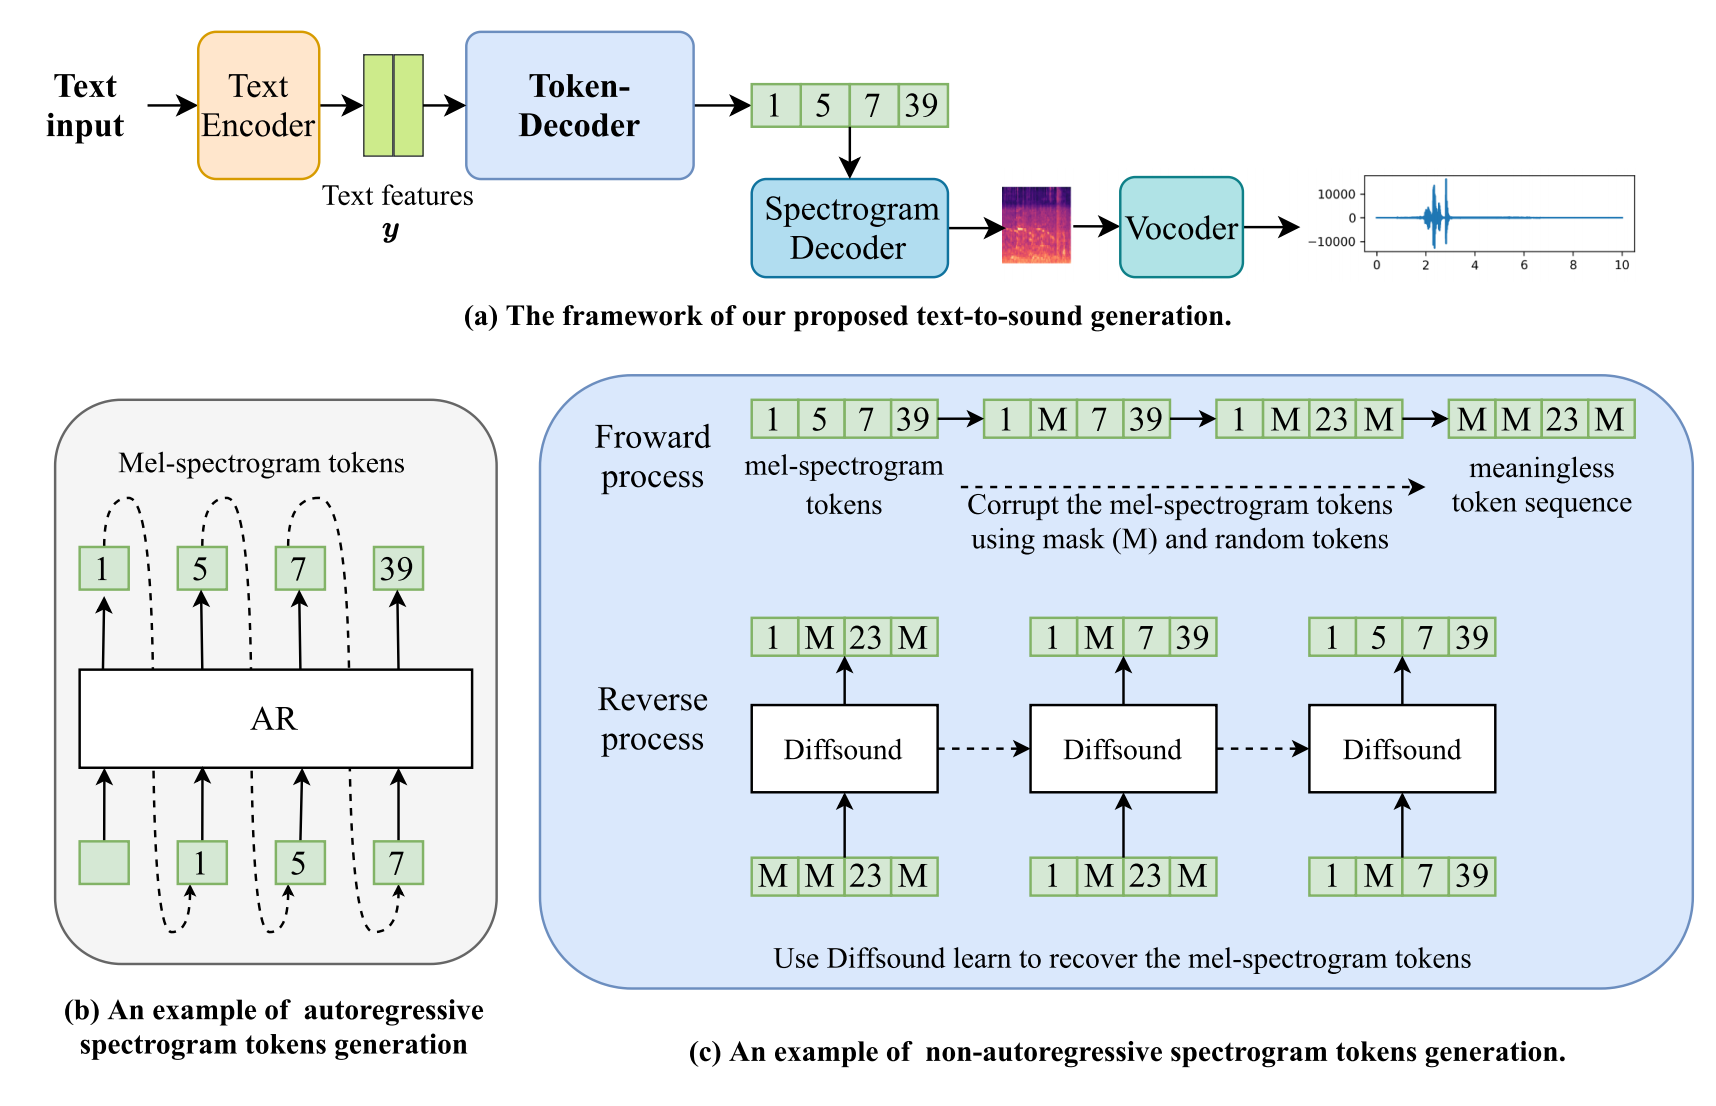 Text
input
Text
Encoder
Text features
y
Token-
Decoder
1 5 7 39
Spectrogram
Decoder
Vocoder
10000
0
−10000
0 2 4 6 8 10
(a) The framework of our proposed text-to-sound generation.
Mel-spectrogram tokens
1 5 7 39
AR
1 5 7
(b) An example of autoregressive
spectrogram tokens generation
Froward
process
1 5 7 39
1 M 7 39
1 M 23 M
M M 23 M
mel-spectrogram
tokens
Corrupt the mel-spectrogram tokens
using mask (M) and random tokens
meaningless
token sequence
Reverse
process
1 M 23 M
1 M 7 39
1 5 7 39
Diffsound
Diffsound
Diffsound
M M 23 M
1 M 23 M
1 M 7 39
Use Diffsound learn to recover the mel-spectrogram tokens
(c) An example of non-autoregressive spectrogram tokens generation.